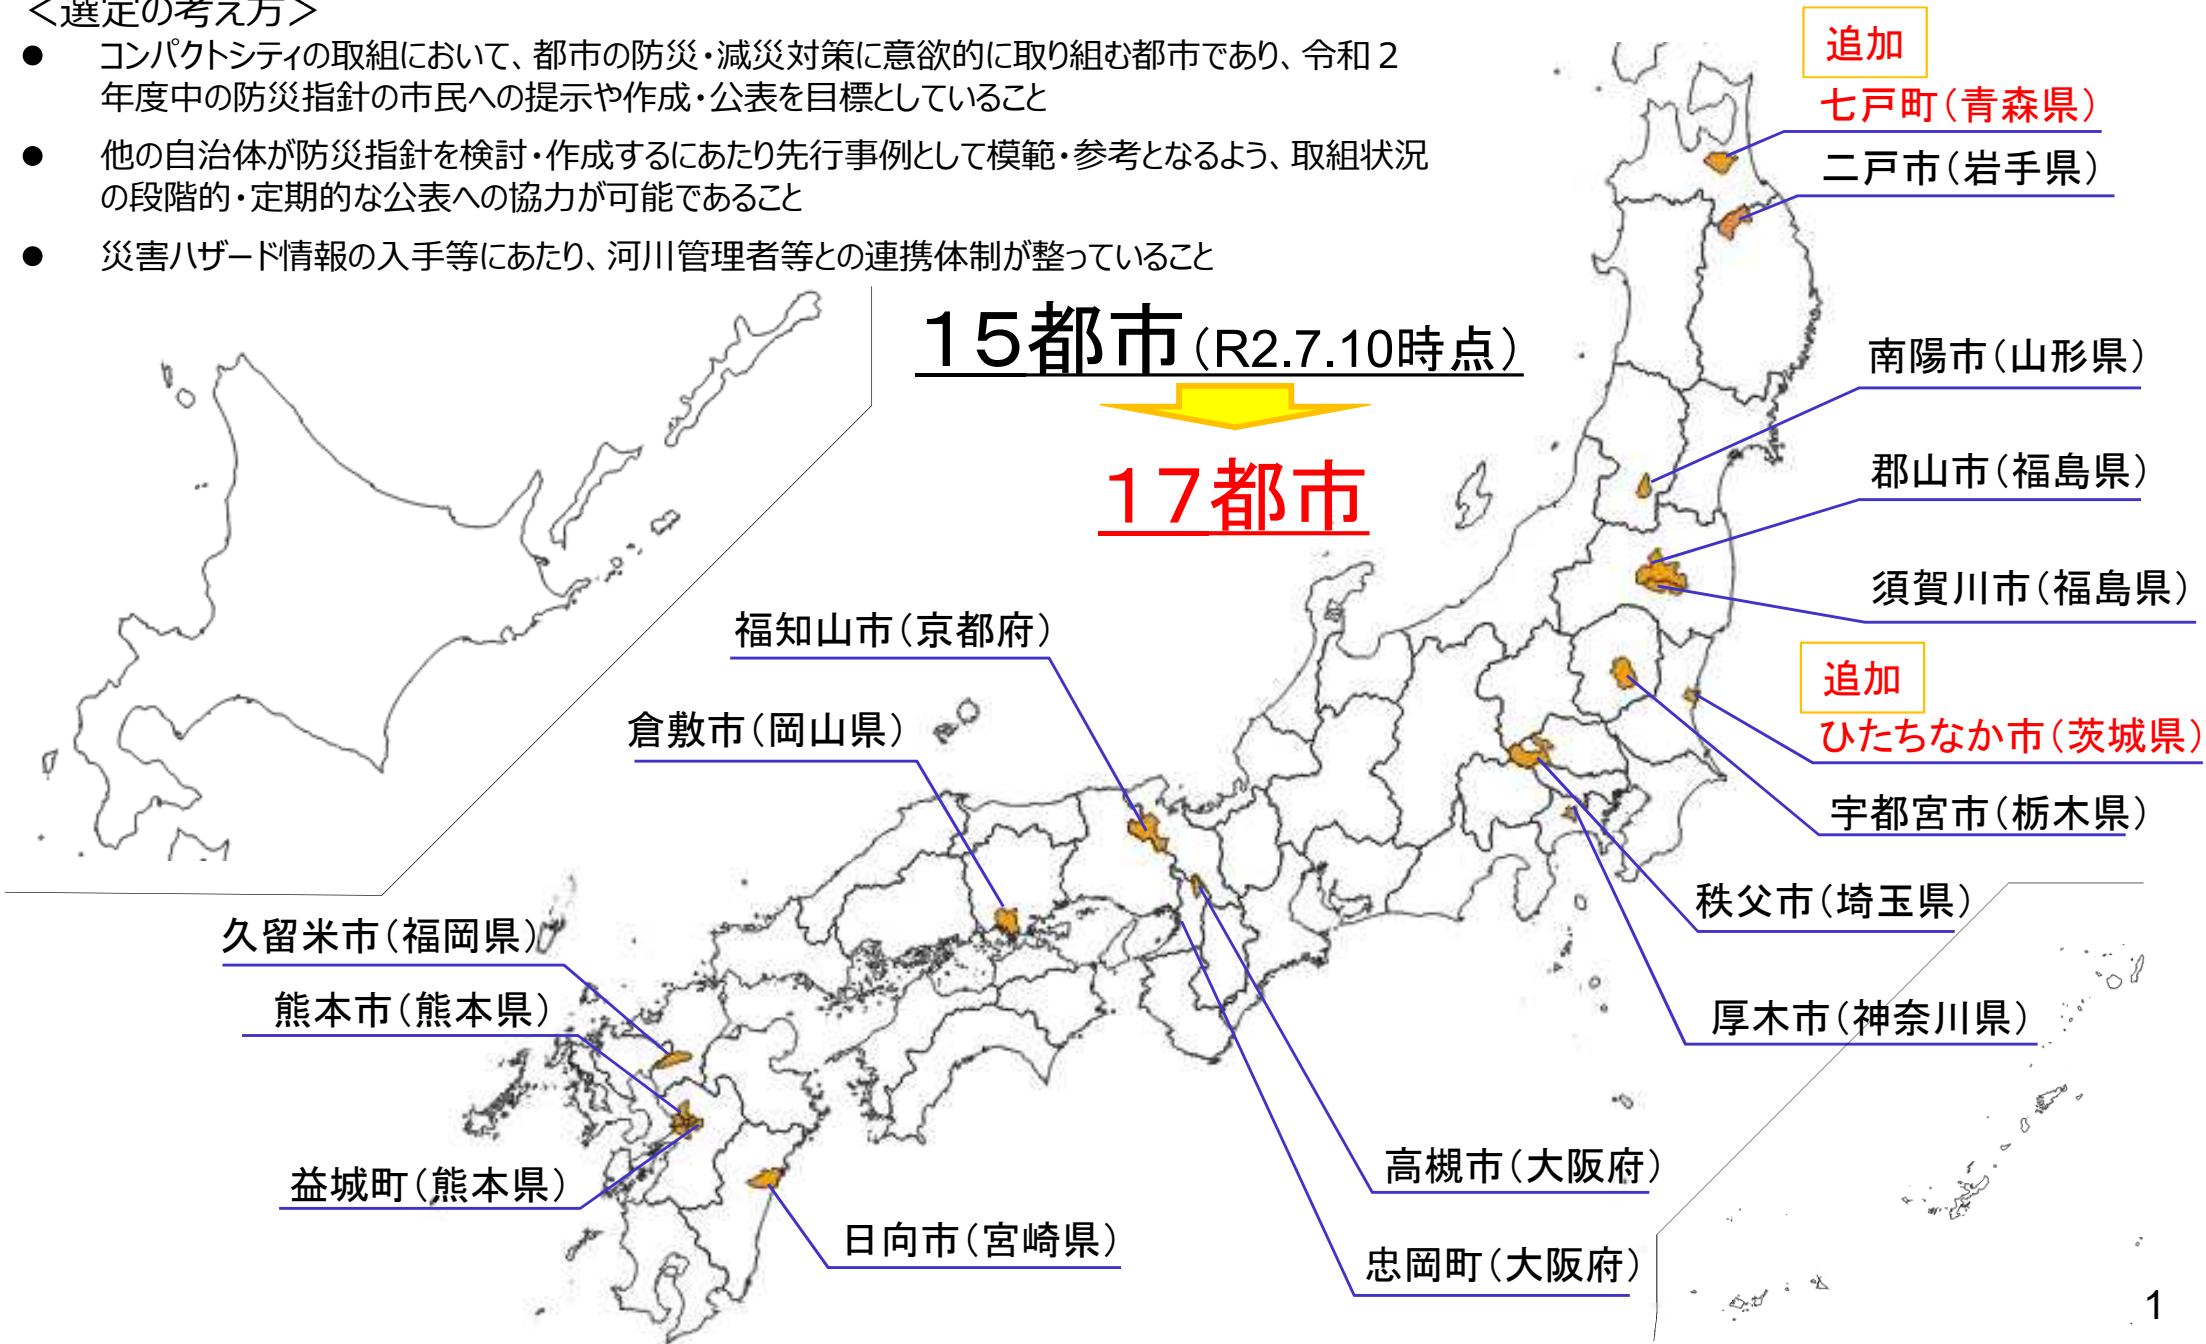 ＜選定の考え方＞
● コンパクトシティの取組において、都市の防災・減災対策に意欲的に取り組む都市であり、令和２
年度中の防災指針の市民への提示や作成・公表を目標としていること
● 他の自治体が防災指針を検討・作成するにあたり先行事例として模範・参考となるよう、取組状況
の段階的・定期的な公表への協力が可能であること
● 災害ハザード情報の入手等にあたり、河川管理者等との連携体制が整っていること
１５都市（R2.7.10時点）
１７都市
追加
七戸町（青森県）
二戸市（岩手県）
南陽市（山形県）
郡山市（福島県）
須賀川市（福島県）
追加
ひたちなか市（茨城県）
宇都宮市（栃木県）
秩父市（埼玉県）
厚木市（神奈川県）
福知山市（京都府）
倉敷市（岡山県）
久留米市（福岡県）
熊本市（熊本県）
益城町（熊本県）
日向市（宮崎県）
高槻市（大阪府）
忠岡町（大阪府）
1